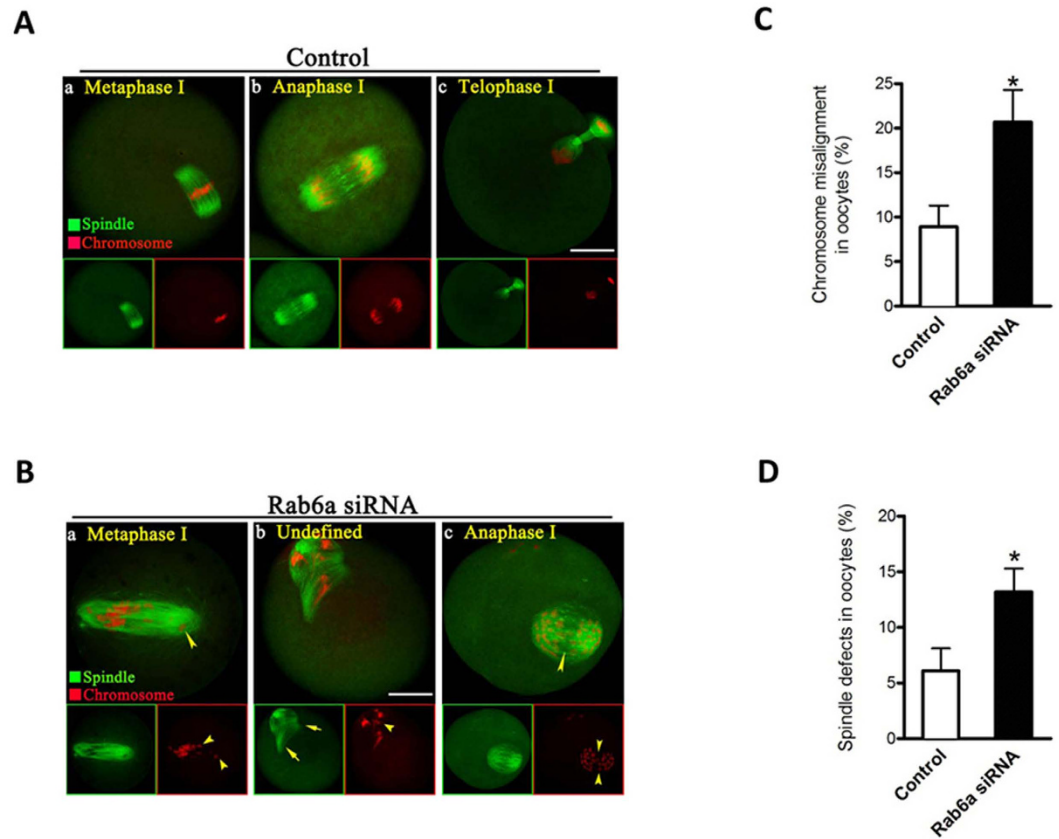 A
Control
a Metaphase I
b Anaphase I
c Telophase I
Spindle
Chromosome
B
Rab6a siRNA
a Metaphase I
b Undefined
c Anaphase I
Spindle
Chromosome
C
Chromosome misalignment
in oocytes (%)
25
20
15
10
5
0
*
Control
Rab6a siRNA
D
Spindle defects in oocytes (%)
20
15
10
5
0
*
Control
Rab6a siRNA